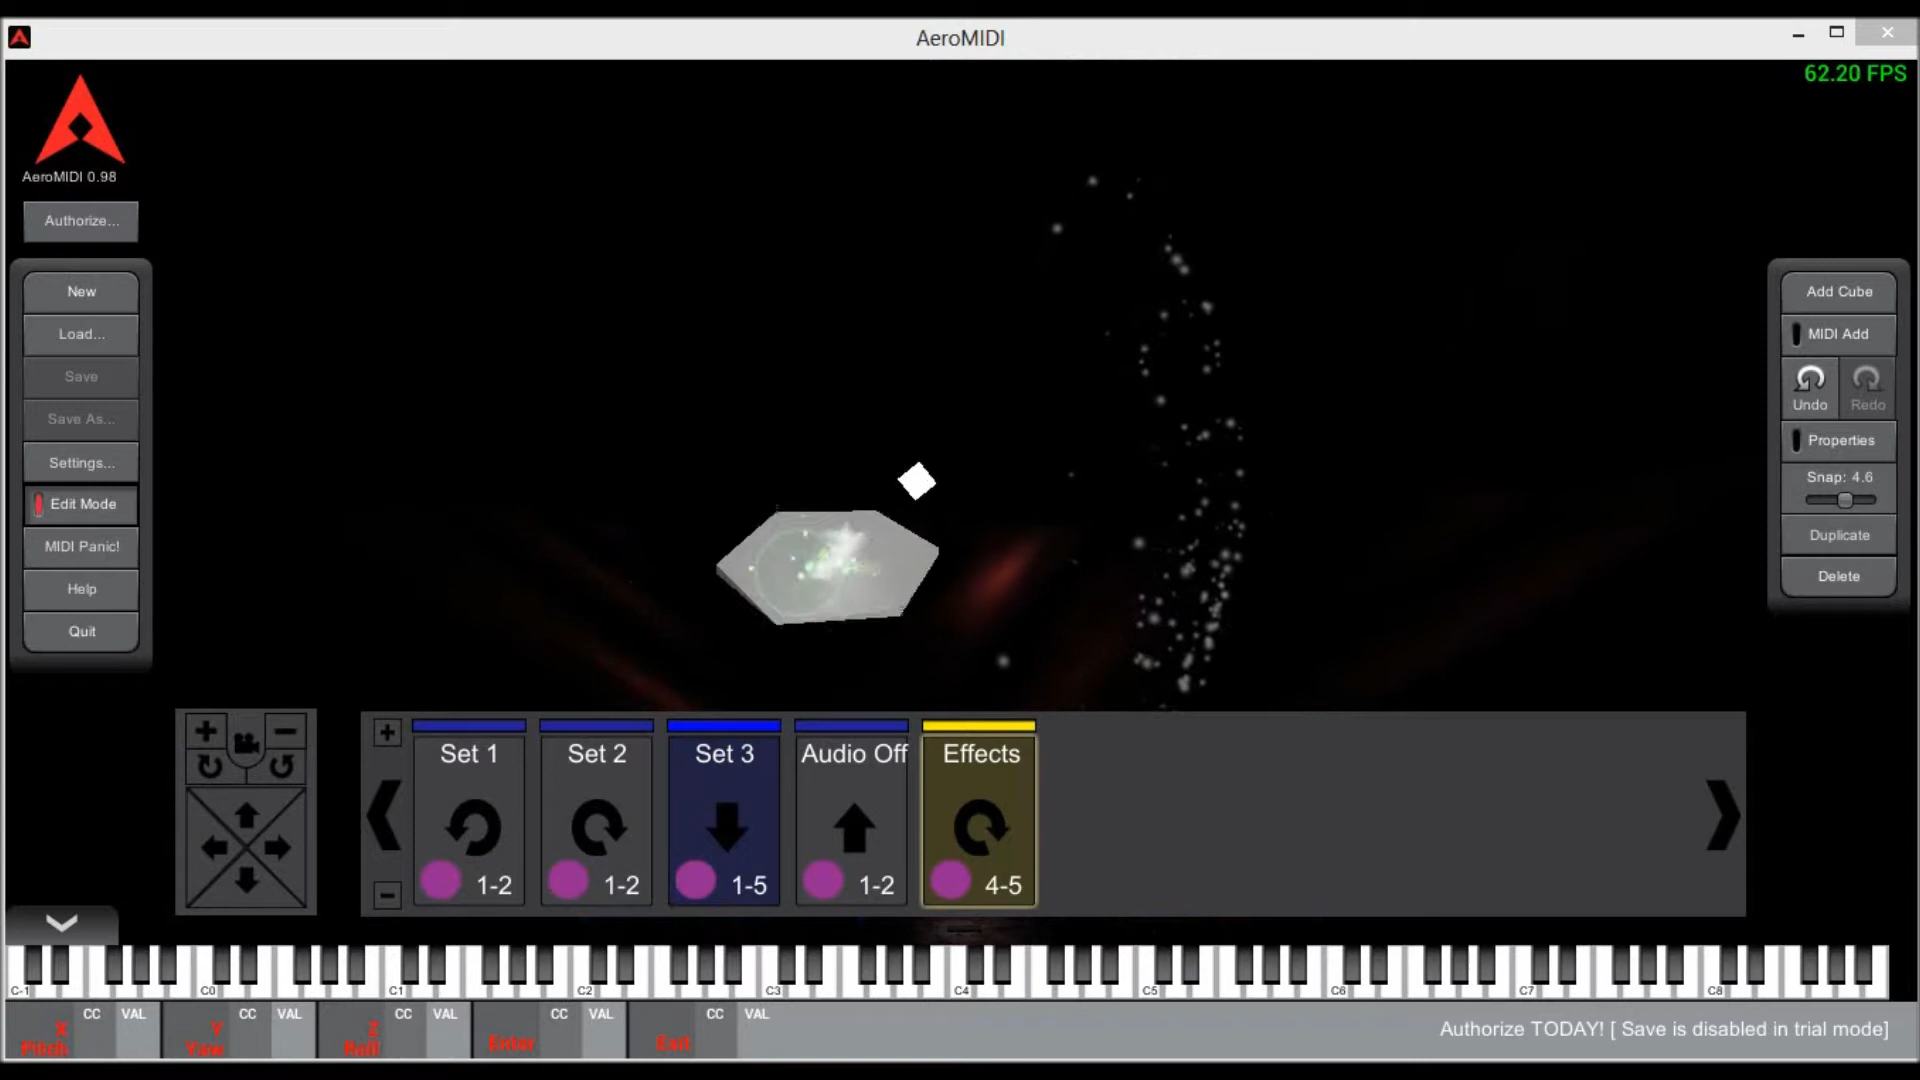 AeroMIDI
62.20 FPS
AeroMIDI 0.98
Authorize...
New
Load...
Save
Save As...
Settings...
Edit Mode
MIDI Panic!
Help
Quit
Add Cube
MIDI Add
Undo Redo
Properties
Snap: 4.6
Duplicate
Delete
Set 1 Set 2 Set 3 Audio Off Effects
1-2 1-2 1-5 1-2 4-5
C-1 C0 C1 C2 C3 C4 C5 C6 C7 C8
X Pitch CC VAL Y Yaw CC VAL Z Roll CC VAL Enter CC VAL Exit CC VAL
Authorize TODAY! [ Save is disabled in trial mode]